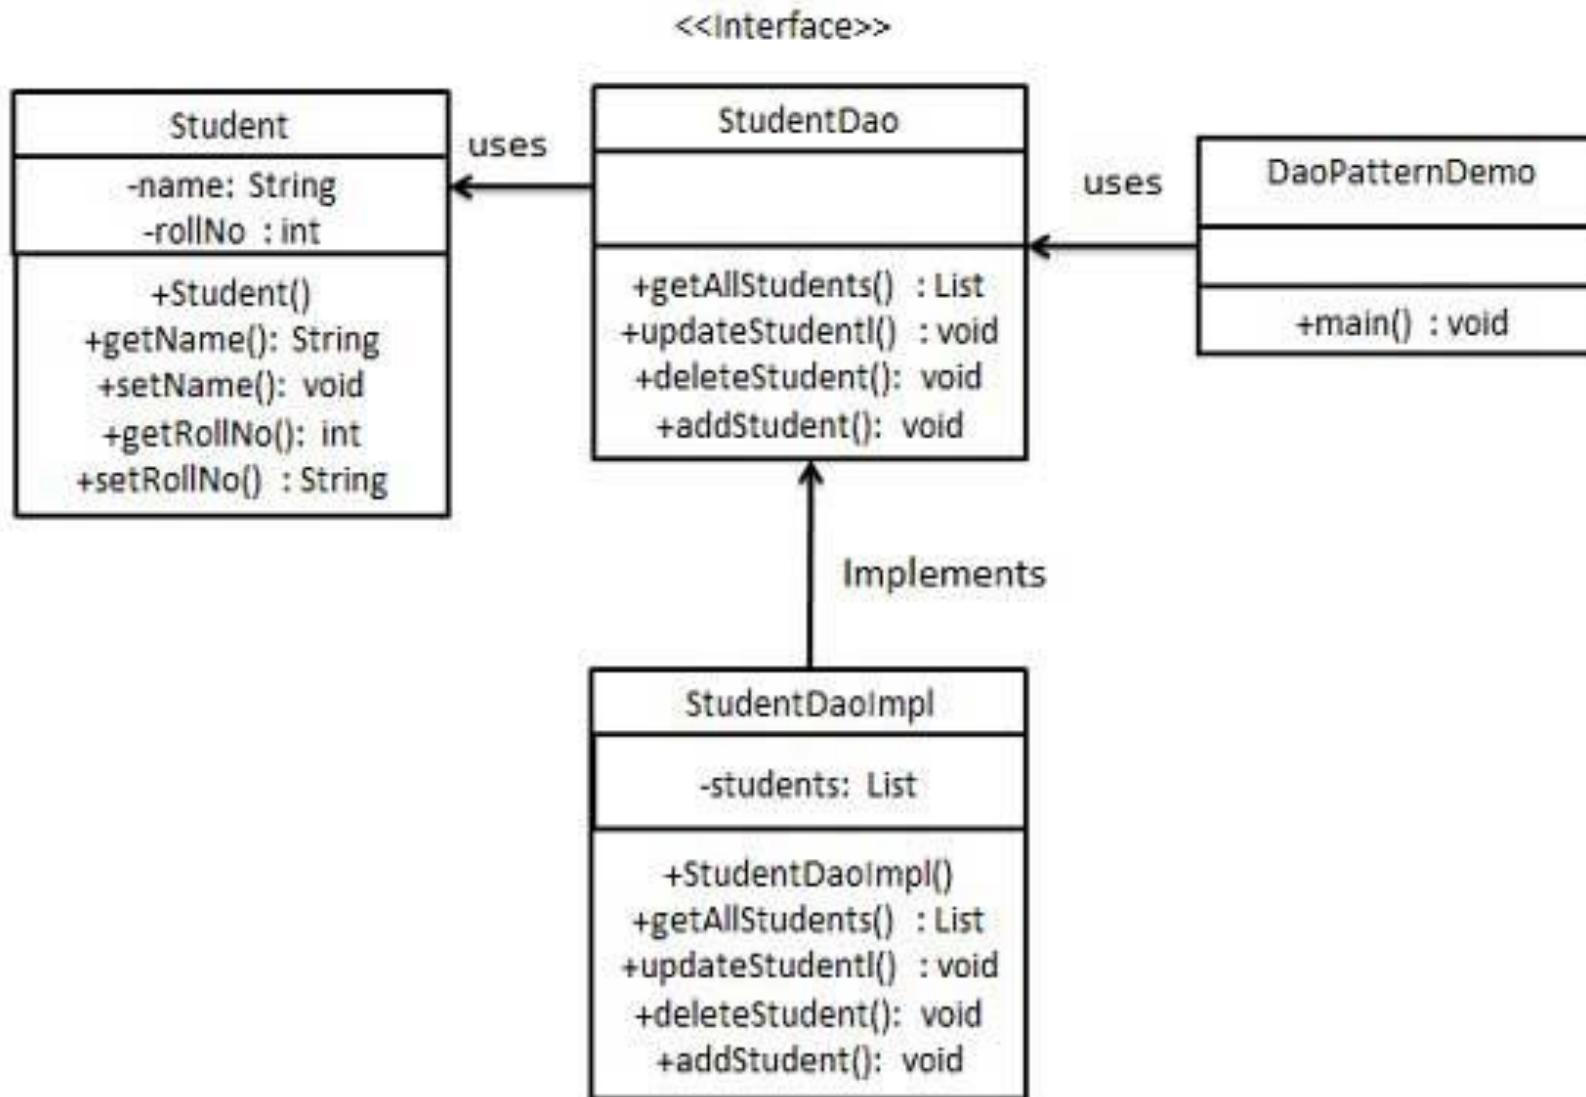 <<Interface>>
Student
-name: String
-rollNo : int
+Student()
+getName(): String
+setName(): void
+getRollNo(): int
+setRollNo() : String
uses
StudentDao
+getAllStudents() : List
+updateStudentl() : void
+deleteStudent(): void
+addStudent(): void
uses
DaoPatternDemo
+main() : void
Implements
StudentDaoImpl
-students: List
+StudentDaoImpl()
+getAllStudents() : List
+updateStudentl() : void
+deleteStudent(): void
+addStudent(): void